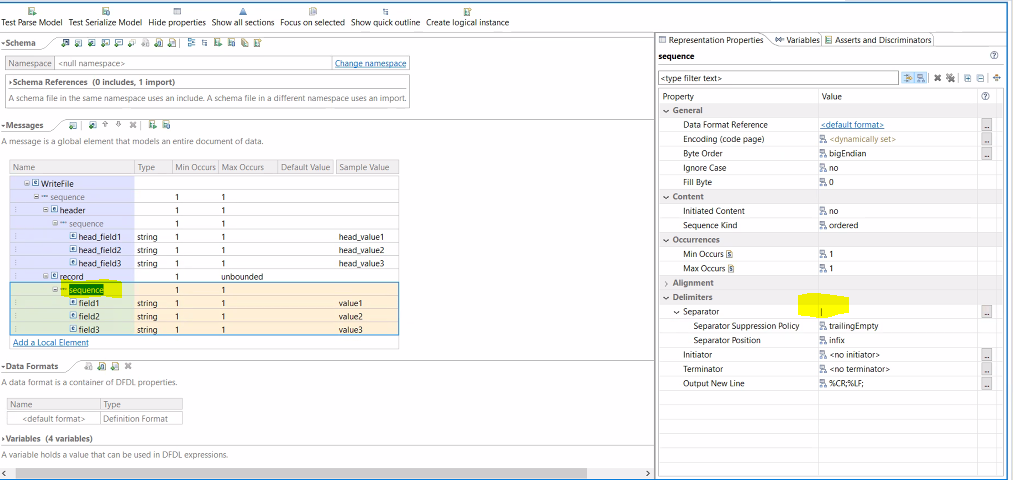 Test Parse Model Test Serialize Model Hide properties Show all sections Focus on selected Show quick outline Create logical instance
Schema
Namespace <null namespace> Change namespace
Schema References (0 includes, 1 import)
A schema file in the same namespace uses an include. A schema file in a different namespace uses an import.
Messages
A message is a global element that models an entire document of data.
Name Type Min Occurs Max Occurs Default Value Sample Value
WriteFile
sequence 1 1
header 1 1
sequence 1 1
head_field1 string 1 1 head_value1
head_field2 string 1 1 head_value2
head_field3 string 1 1 head_value3
record 1 unbounded
sequence 1 1
field1 string 1 1 value1
field2 string 1 1 value2
field3 string 1 1 value3
Add a Local Element
Data Formats
A data format is a container of DFDL properties.
Name Type
<default format> Definition Format
Variables (4 variables)
A variable holds a value that can be used in DFDL expressions.
Representation Properties Variables Asserts and Discriminators
sequence
<type filter text>
Property Value
General
Data Format Reference <default format> ...
Encoding (code page) <dynamically set> ...
Byte Order bigEndian ...
Ignore Case no
Fill Byte 0
Content
Initiated Content no
Sequence Kind ordered
Occurrences
Min Occurs 1
Max Occurs 1
Alignment
Delimiters
Separator | ...
Separator Suppression Policy trailingEmpty
Separator Position infix
Initiator <no initiator> ...
Terminator <no terminator> ...
Output New Line %CR;%LF; ...